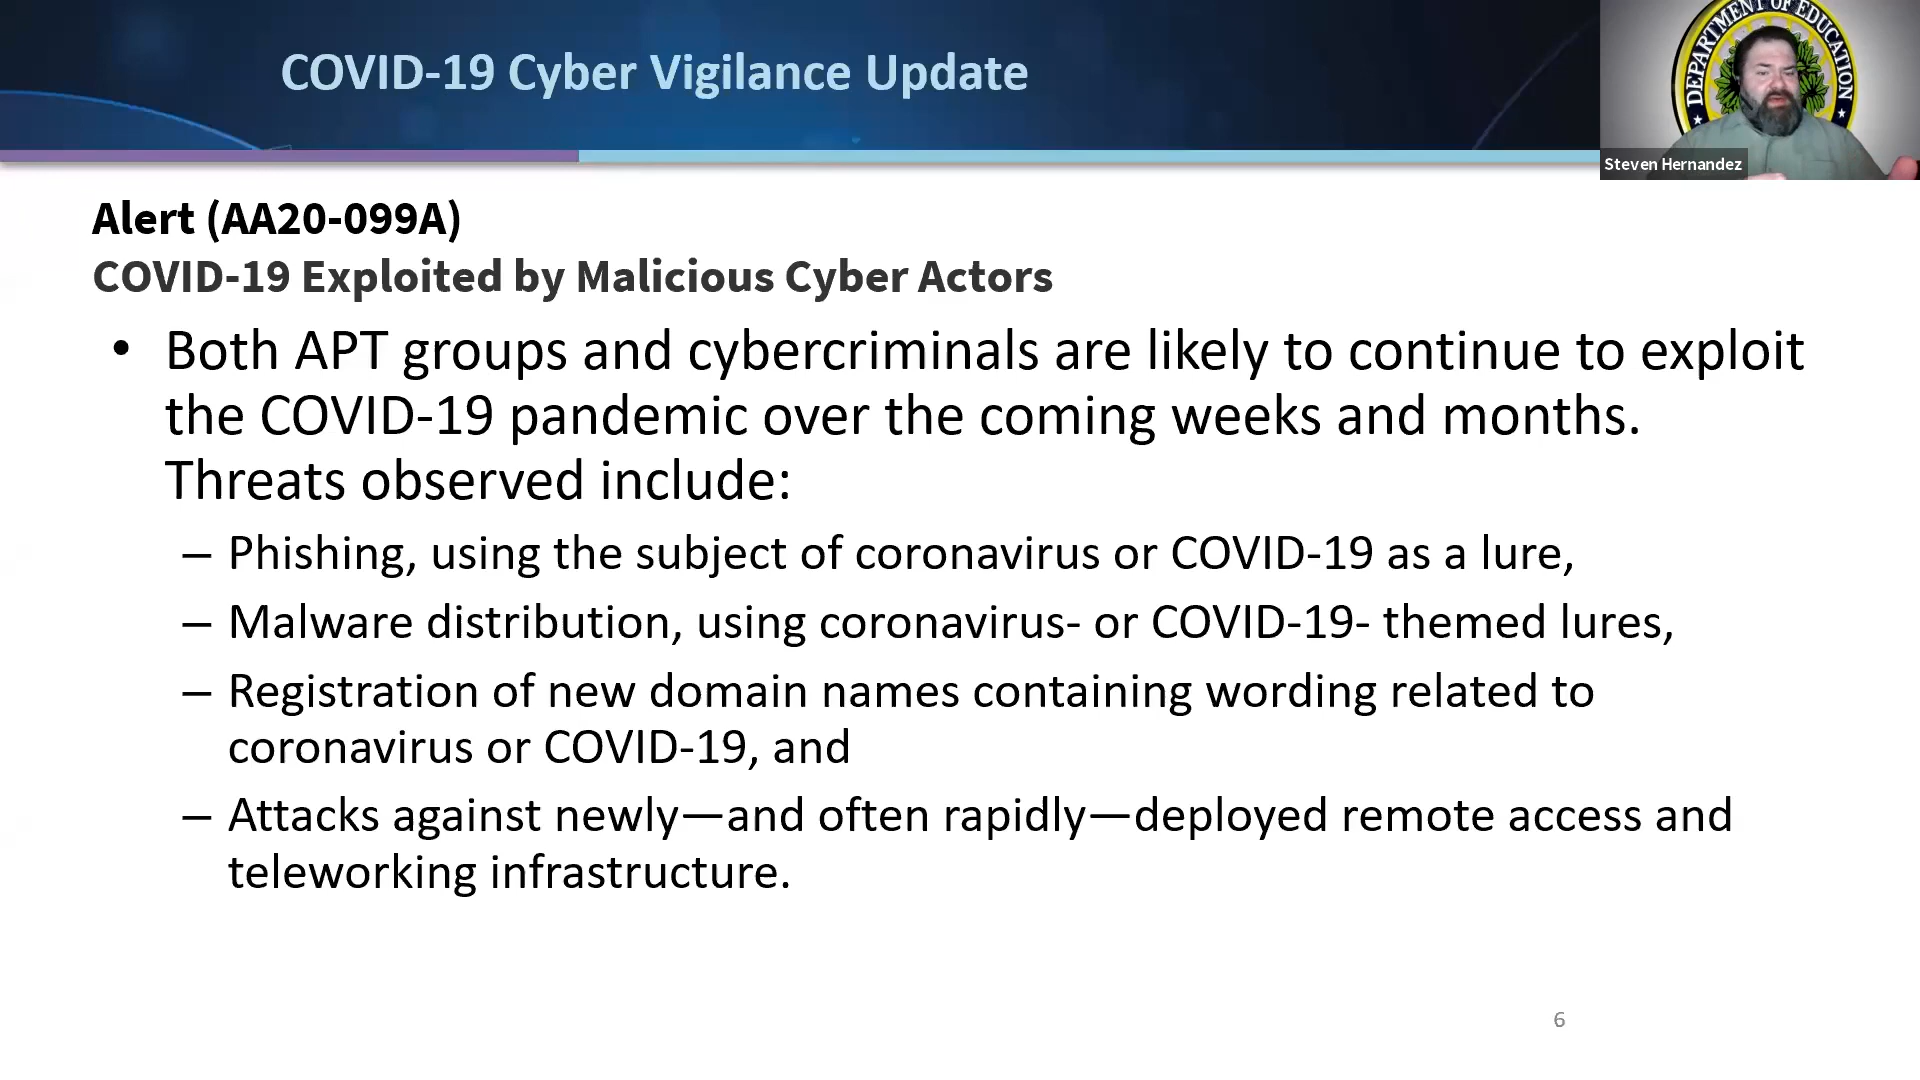 COVID-19 Cyber Vigilance Update
DEPARTMENT OF EDUCATION
Steven Hernandez
Alert (AA20-099A)
COVID-19 Exploited by Malicious Cyber Actors
• Both APT groups and cybercriminals are likely to continue to exploit
the COVID-19 pandemic over the coming weeks and months.
Threats observed include:
– Phishing, using the subject of coronavirus or COVID-19 as a lure,
– Malware distribution, using coronavirus- or COVID-19- themed lures,
– Registration of new domain names containing wording related to
coronavirus or COVID-19, and
– Attacks against newly—and often rapidly—deployed remote access and
teleworking infrastructure.
6